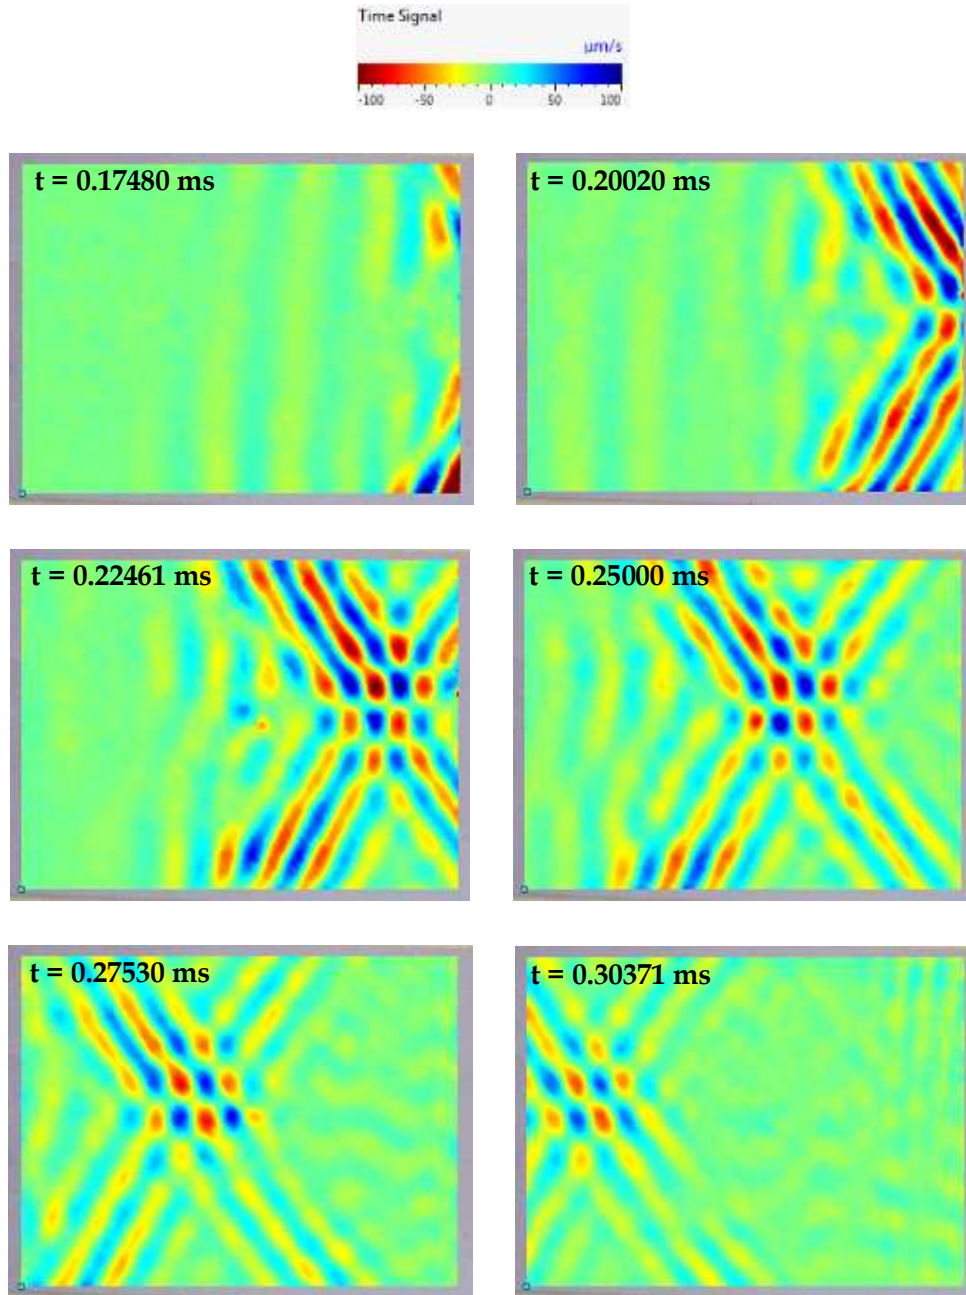 Time Signal
µm/s
-100 -50 0 50 100
t = 0.17480 ms
t = 0.20020 ms
t = 0.22461 ms
t = 0.25000 ms
t = 0.27530 ms
t = 0.30371 ms